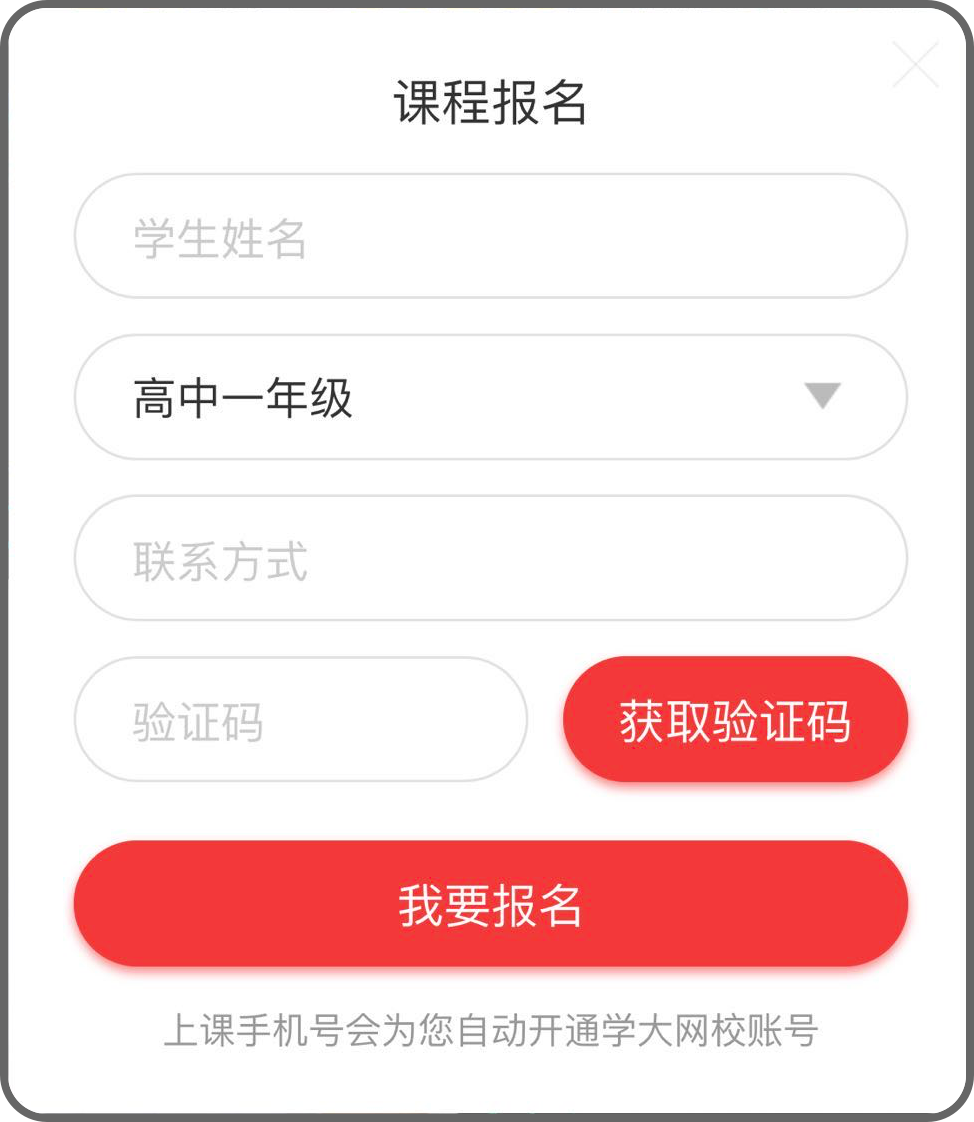 课程报名
学生姓名
高中一年级
联系方式
验证码
获取验证码
我要报名
上课手机号会为您自动开通学大网校账号